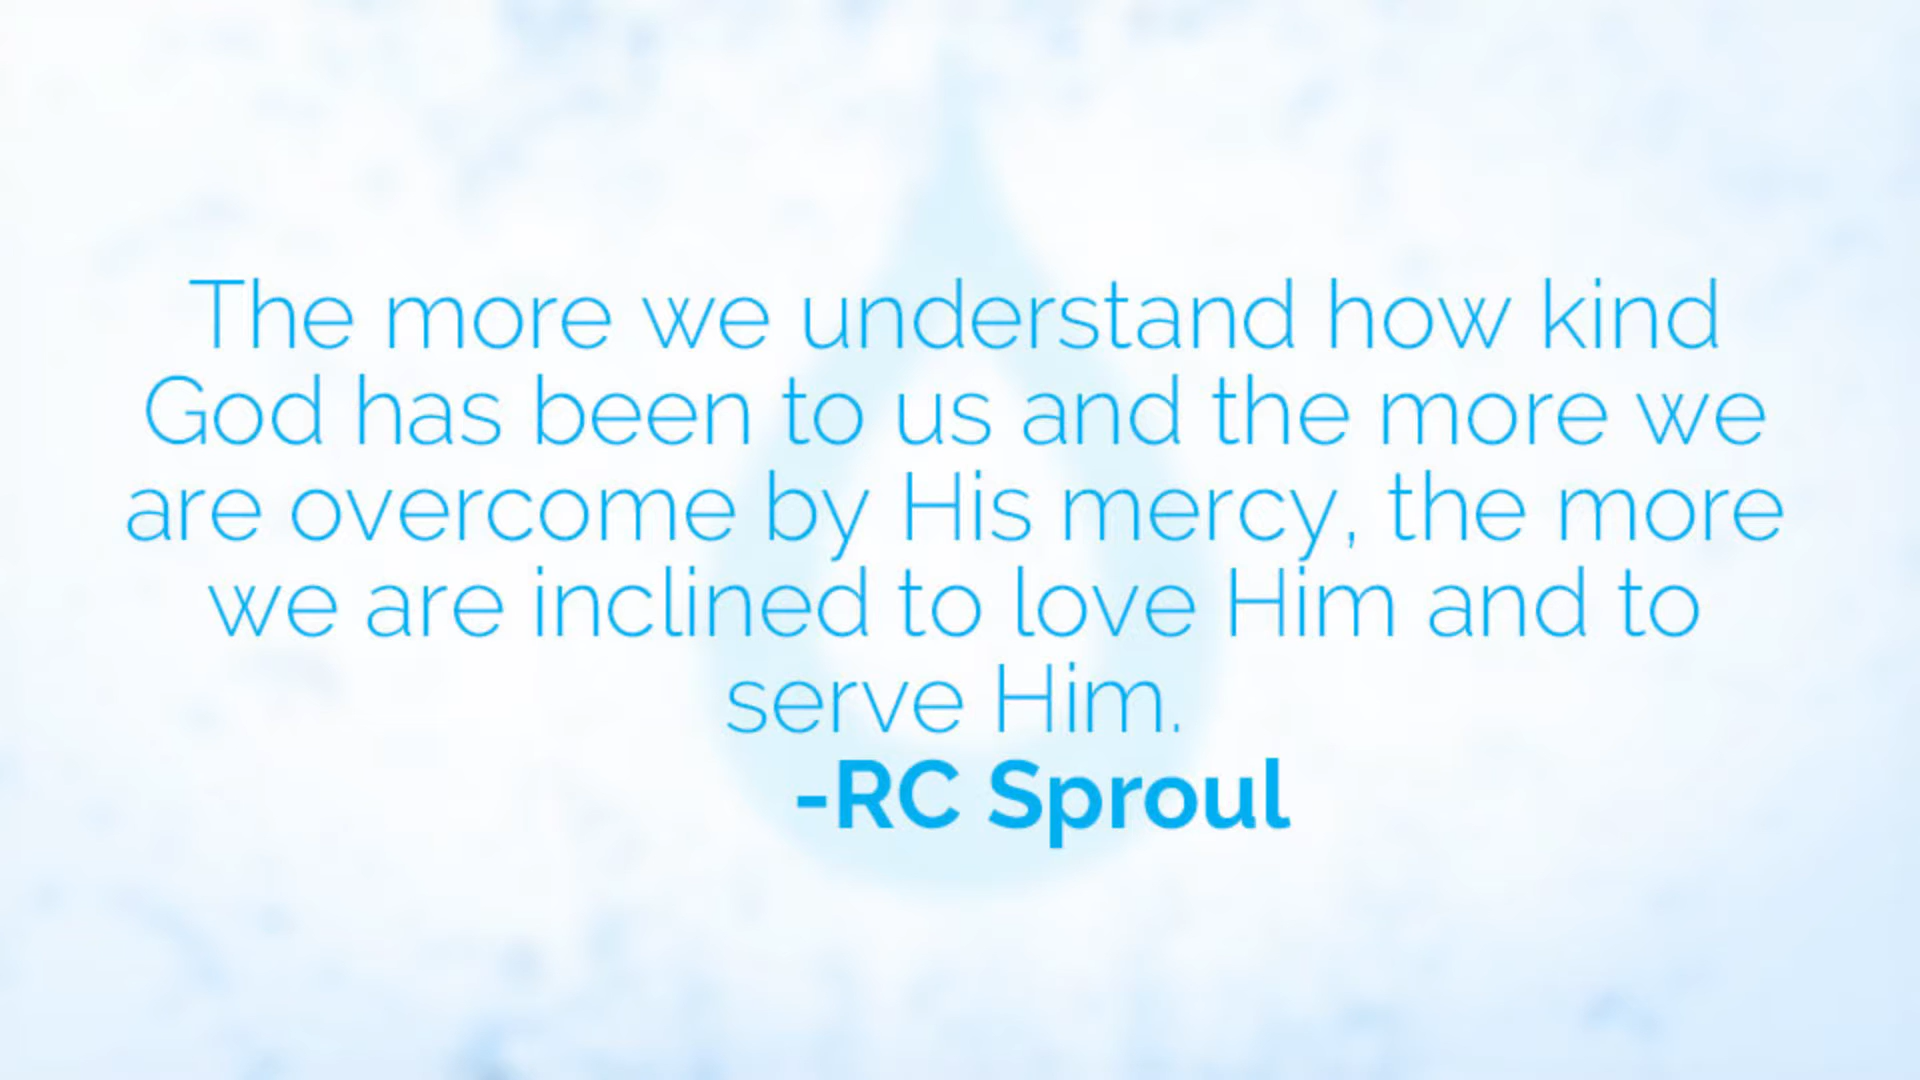 The more we understand how kind
God has been to us and the more we
are overcome by His mercy, the more
we are inclined to love Him and to
serve Him.
-RC Sproul